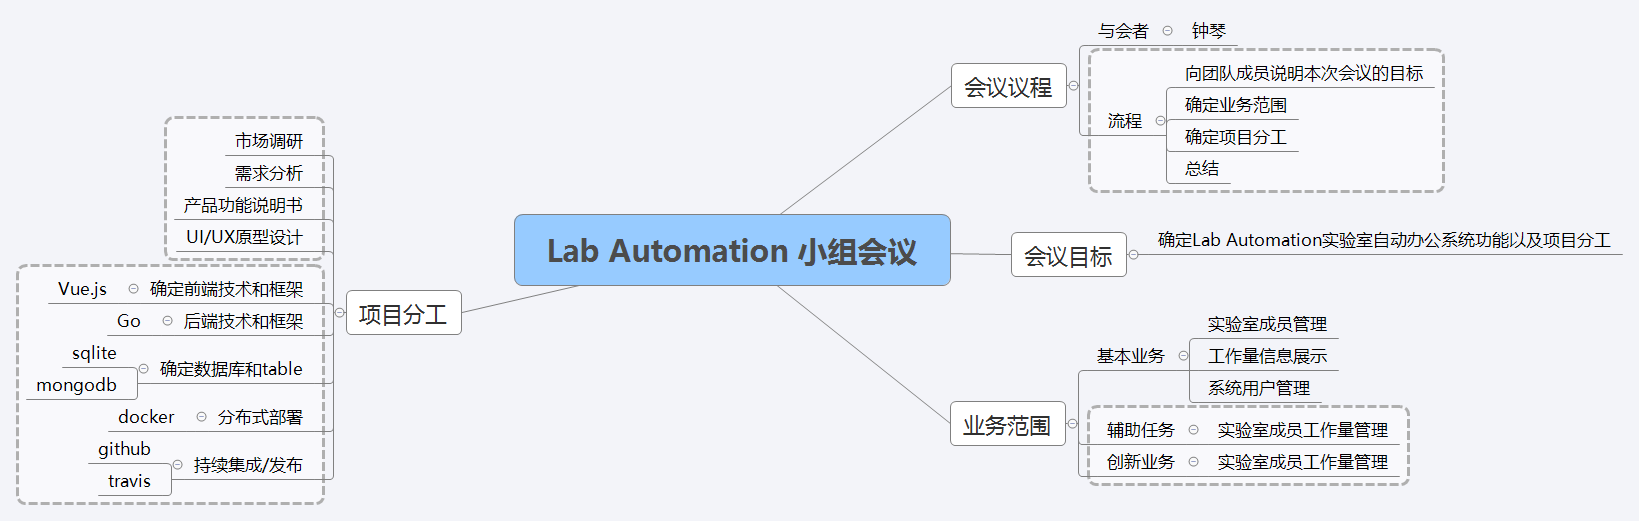 Lab Automation 小组会议
会议议程
与会者
钟琴
流程
向团队成员说明本次会议的目标
确定业务范围
确定项目分工
总结
会议目标
确定Lab Automation实验室自动办公系统功能以及项目分工
业务范围
基本业务
实验室成员管理
工作量信息展示
系统用户管理
辅助任务
实验室成员工作量管理
创新业务
实验室成员工作量管理
项目分工
市场调研
需求分析
产品功能说明书
UI/UX原型设计
确定前端技术和框架
Vue.js
后端技术和框架
Go
确定数据库和table
sqlite
mongodb
分布式部署
docker
持续集成/发布
github
travis